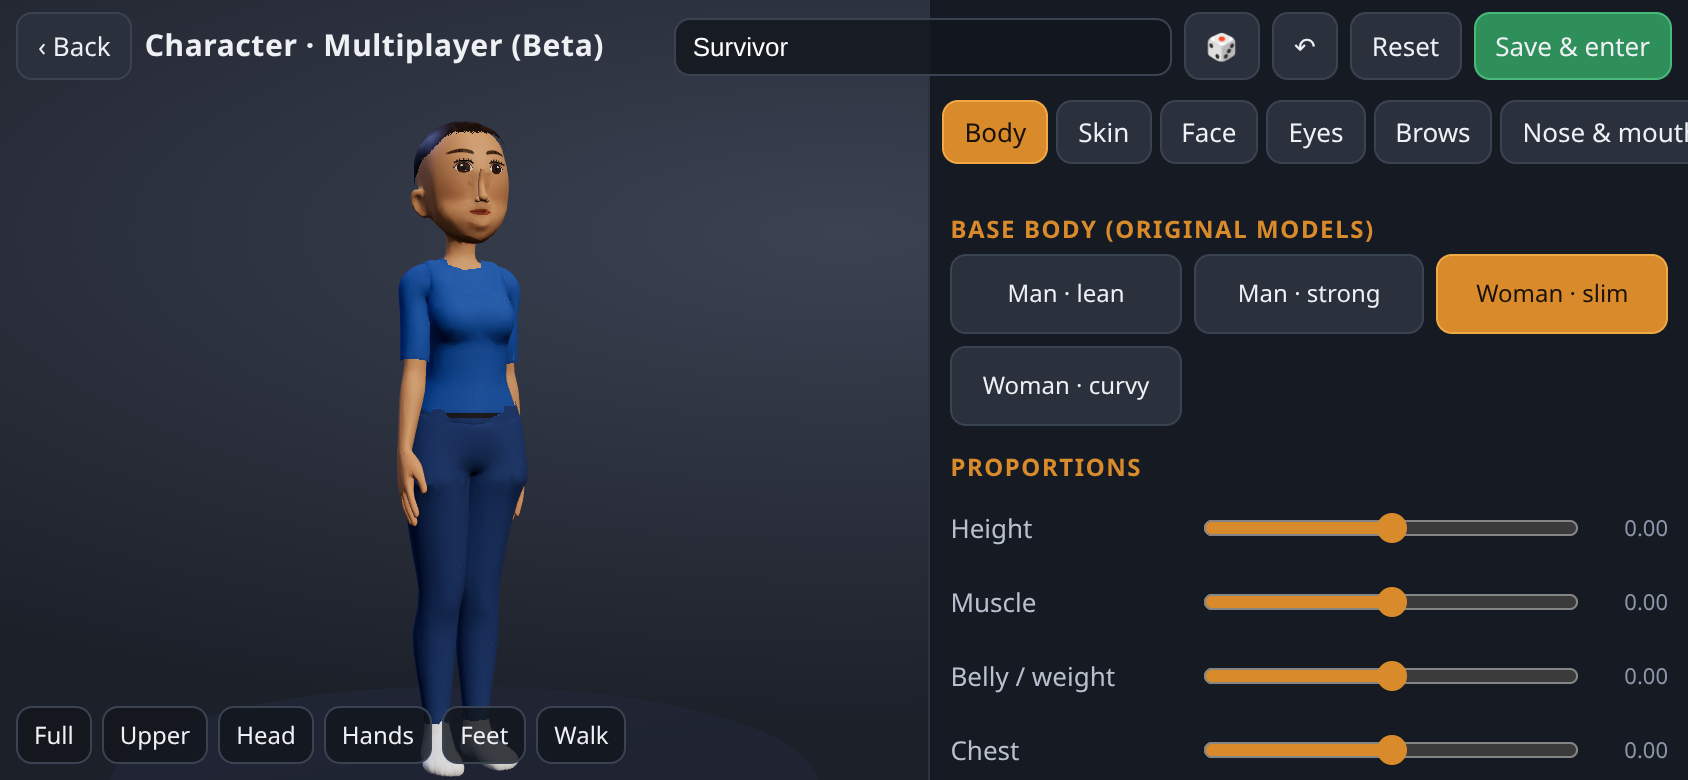 ‹ Back
Character · Multiplayer (Beta)
Survivor
↶
Reset
Save & enter
Body
Skin
Face
Eyes
Brows
Nose & mouth
BASE BODY (ORIGINAL MODELS)
Man · lean
Man · strong
Woman · slim
Woman · curvy
PROPORTIONS
Height 0.00
Muscle 0.00
Belly / weight 0.00
Chest 0.00
Full
Upper
Head
Hands
Feet
Walk